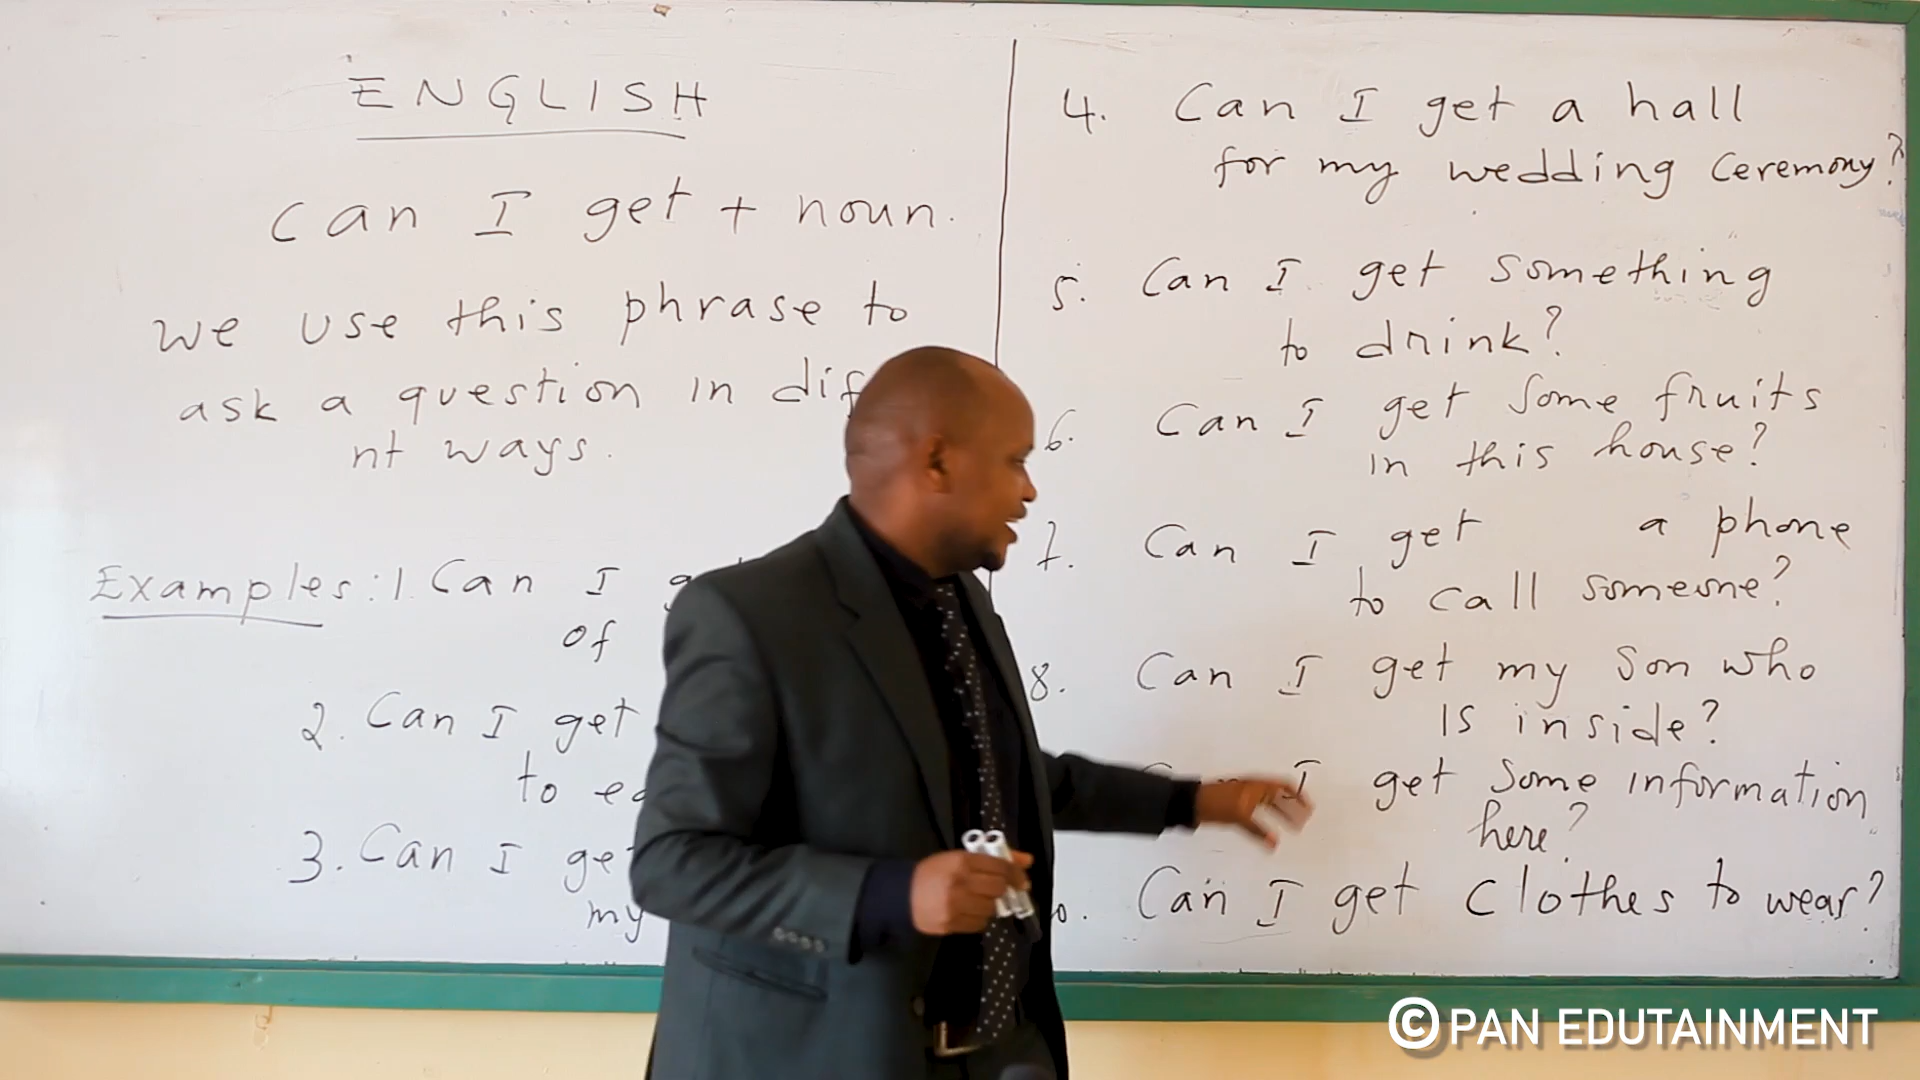 ENGLISH
Can I get + noun.
We use this phrase to
ask a question in
nt ways.
Examples: 1. Can I
of
2. Can I get
to
3. Can I
my
4. Can I get a hall
for my wedding ceremony?
5. Can I get something
to drink?
6. Can I get some fruits
in this house?
7. Can I get a phone
to call someone?
8. Can I get my son who
is inside?
I get some information
here?
Can I get clothes to wear?
© PAN EDUTAINMENT